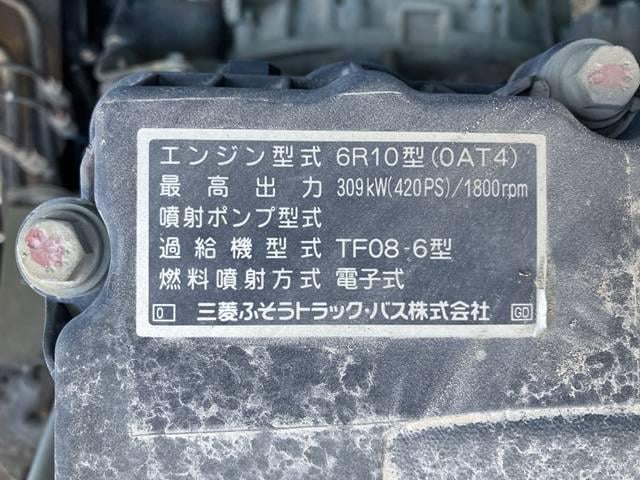 エンジン型式 6R10型(0AT4)
最高出力 309kW(420PS)/1800rpm
噴射ポンプ型式
過給機型式 TF08-6型
燃料噴射方式 電子式
0 三菱ふそうトラック・バス株式会社 GD